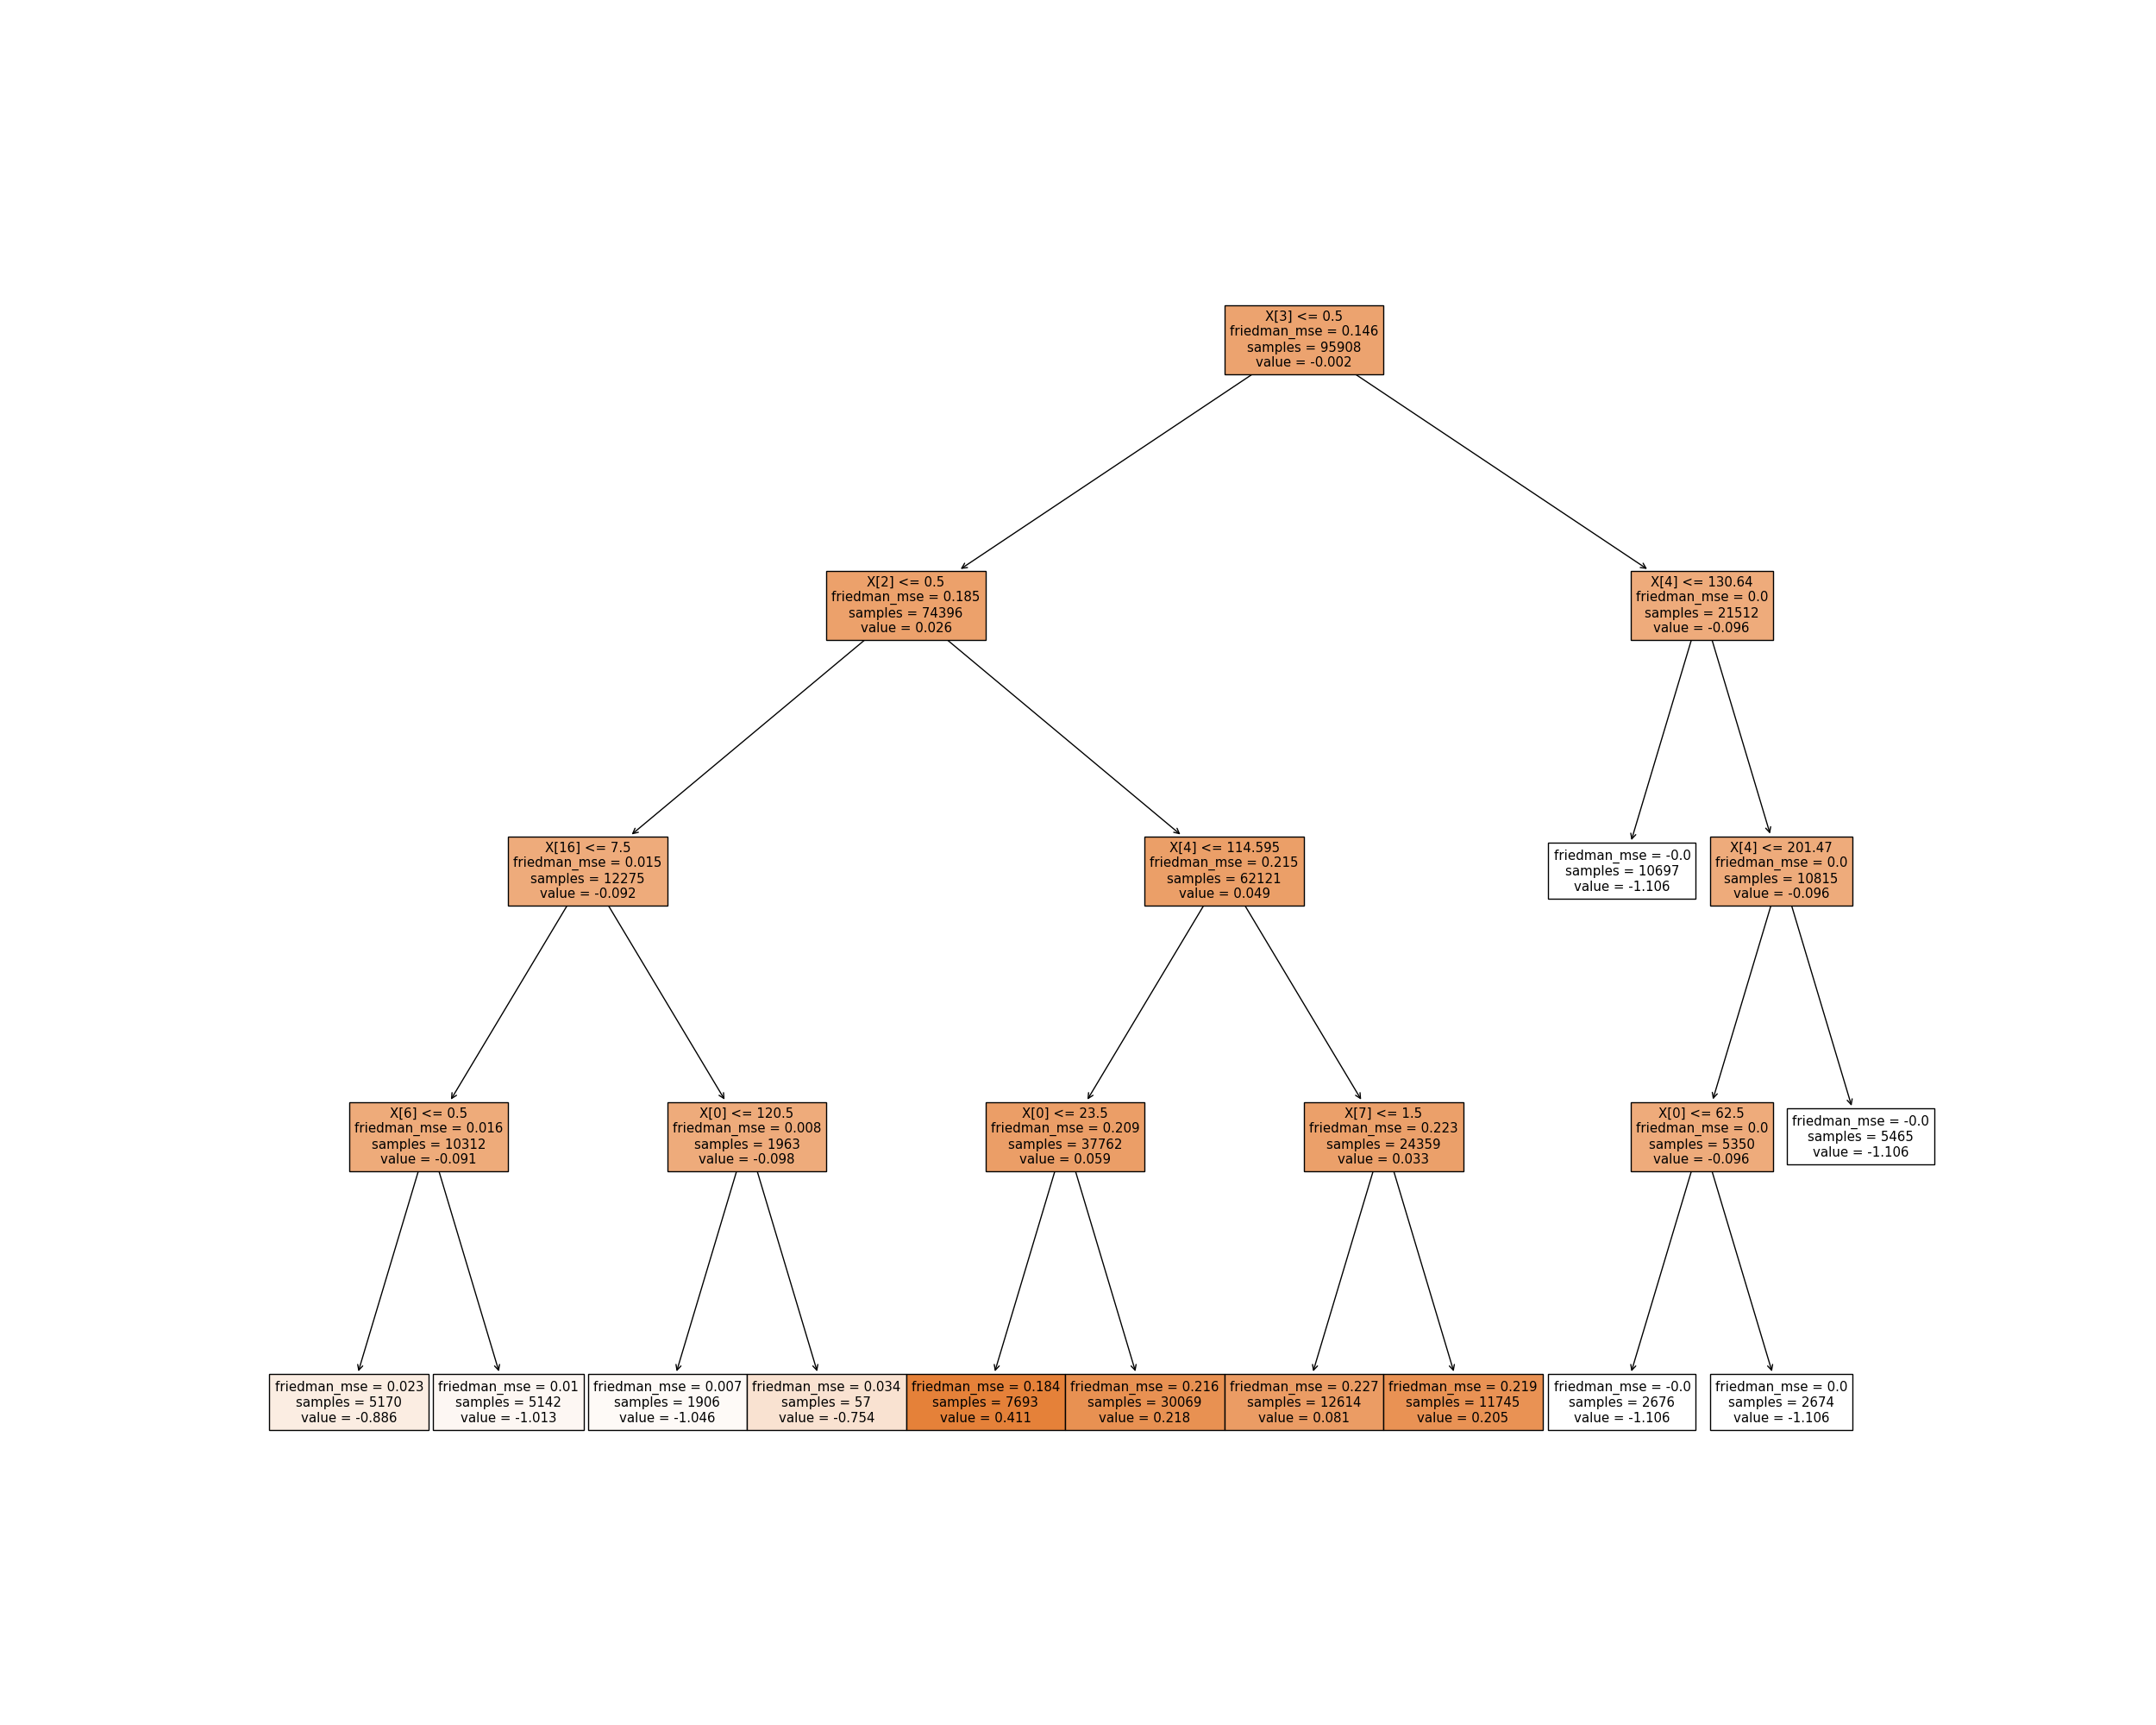 X[3] <= 0.5
friedman_mse = 0.146
samples = 95908
value = -0.002
X[2] <= 0.5
friedman_mse = 0.185
samples = 74396
value = 0.026
X[4] <= 130.64
friedman_mse = 0.0
samples = 21512
value = -0.096
X[16] <= 7.5
friedman_mse = 0.015
samples = 12275
value = -0.092
X[4] <= 114.595
friedman_mse = 0.215
samples = 62121
value = 0.049
friedman_mse = -0.0
samples = 10697
value = -1.106
X[4] <= 201.47
friedman_mse = 0.0
samples = 10815
value = -0.096
X[6] <= 0.5
friedman_mse = 0.016
samples = 10312
value = -0.091
X[0] <= 120.5
friedman_mse = 0.008
samples = 1963
value = -0.098
X[0] <= 23.5
friedman_mse = 0.209
samples = 37762
value = 0.059
X[7] <= 1.5
friedman_mse = 0.223
samples = 24359
value = 0.033
X[0] <= 62.5
friedman_mse = 0.0
samples = 5350
value = -0.096
friedman_mse = -0.0
samples = 5465
value = -1.106
friedman_mse = 0.023
samples = 5170
value = -0.886
friedman_mse = 0.01
samples = 5142
value = -1.013
friedman_mse = 0.007
samples = 1906
value = -1.046
friedman_mse = 0.034
samples = 57
value = -0.754
friedman_mse = 0.184
samples = 7693
value = 0.411
friedman_mse = 0.216
samples = 30069
value = 0.218
friedman_mse = 0.227
samples = 12614
value = 0.081
friedman_mse = 0.219
samples = 11745
value = 0.205
friedman_mse = -0.0
samples = 2676
value = -1.106
friedman_mse = 0.0
samples = 2674
value = -1.106